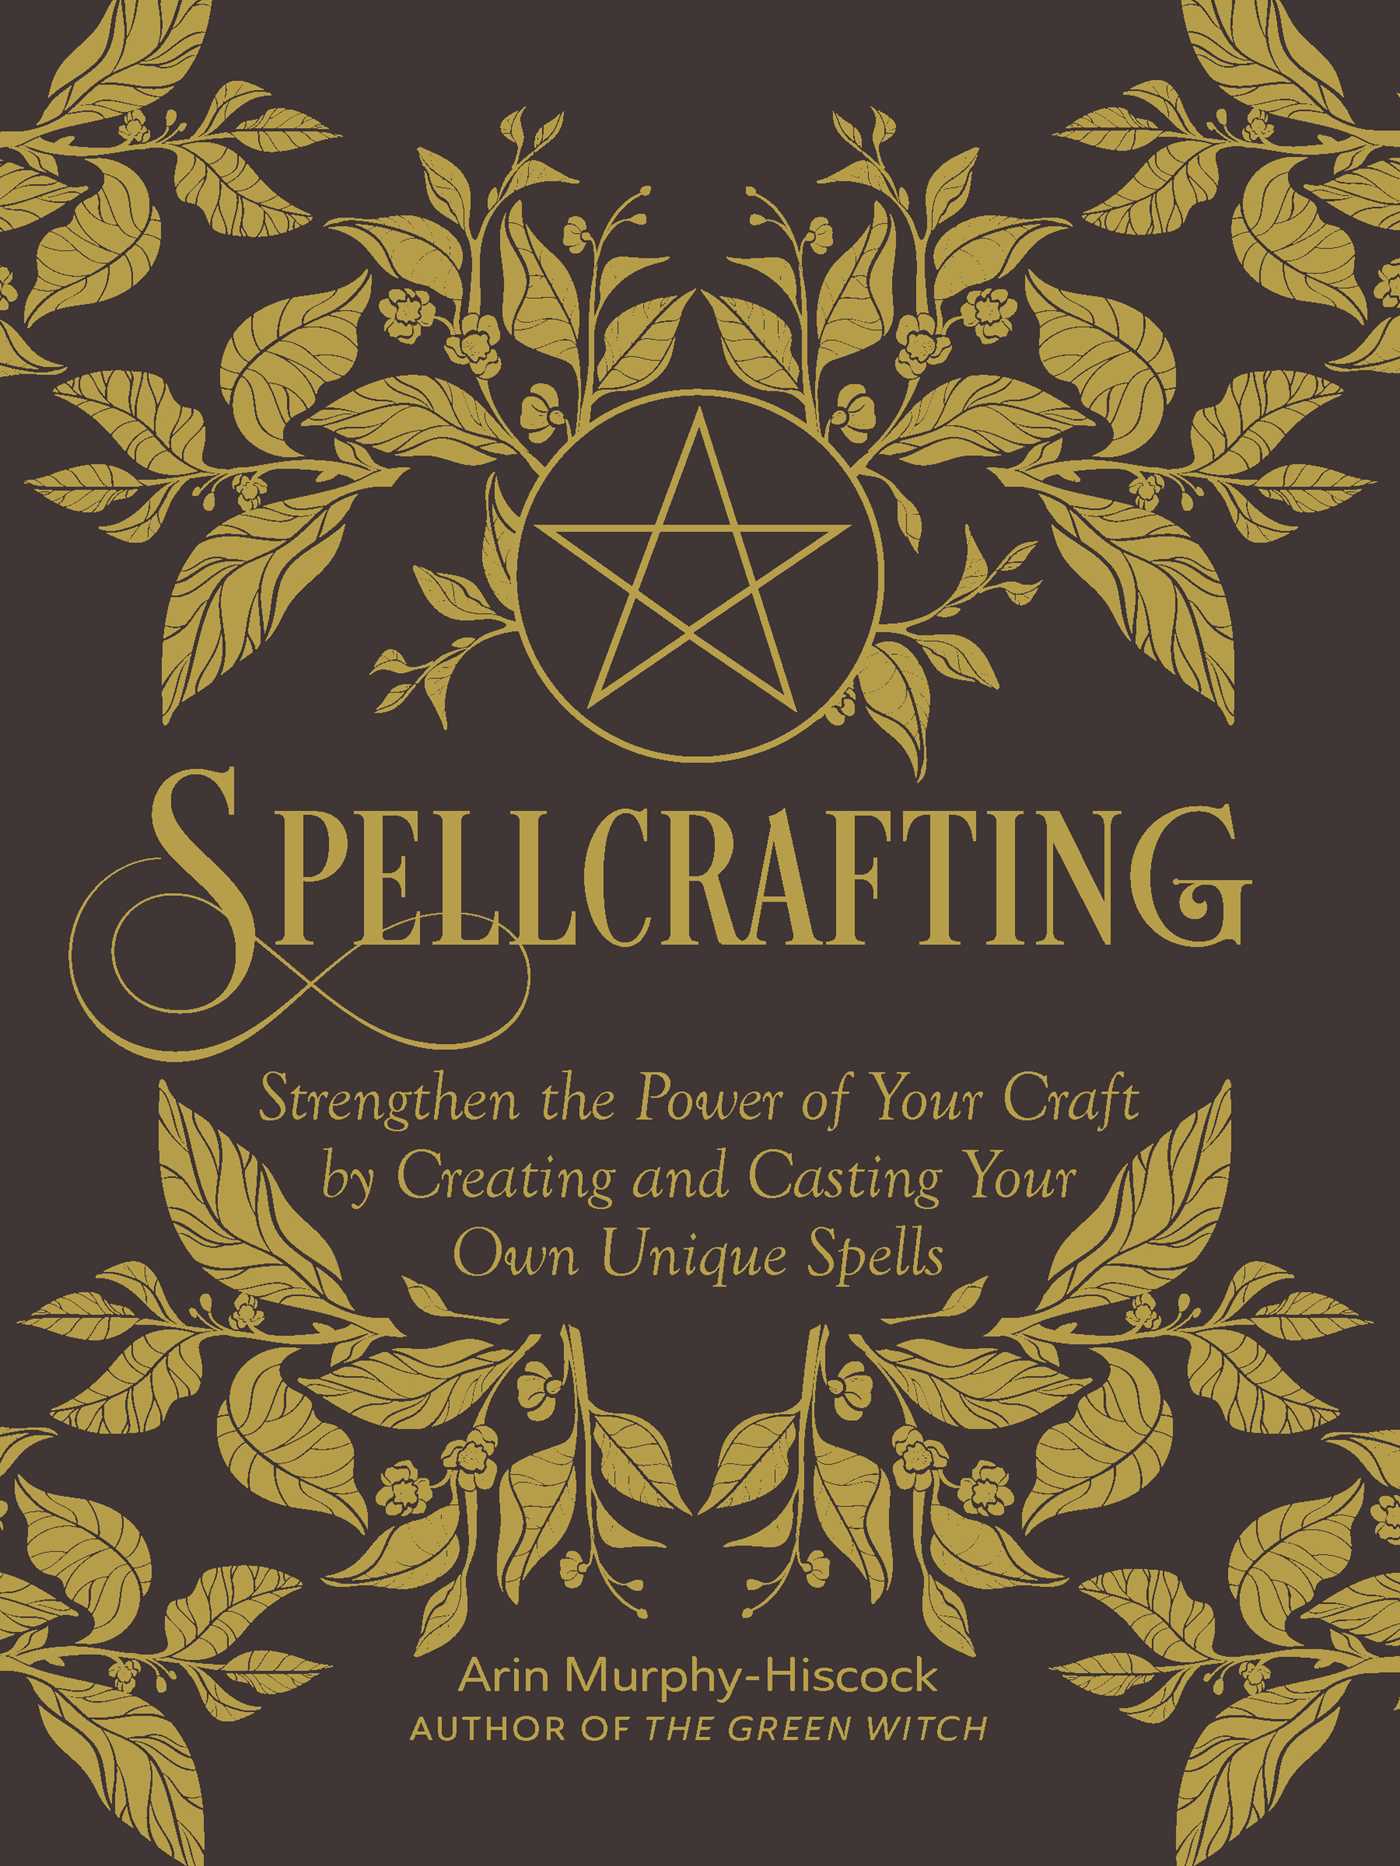 SPELLCRAFTING
Strengthen the Power of Your Craft
by Creating and Casting Your
Own Unique Spells
Arin Murphy-Hiscock
AUTHOR OF THE GREEN WITCH